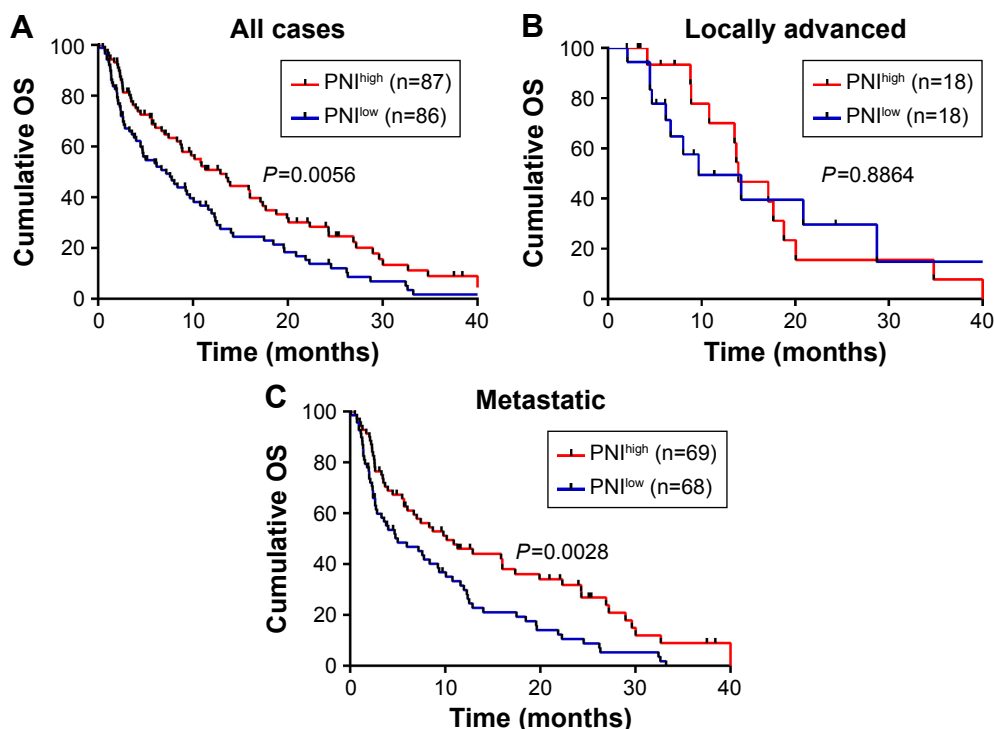 A
All cases
Cumulative OS
100
80
60
40
20
0
PNIhigh (n=87)
PNIlow (n=86)
P=0.0056
0 10 20 30 40
Time (months)
B
Locally advanced
Cumulative OS
100
80
60
40
20
0
PNIhigh (n=18)
PNIlow (n=18)
P=0.8864
0 10 20 30 40
Time (months)
C
Metastatic
Cumulative OS
100
80
60
40
20
0
PNIhigh (n=69)
PNIlow (n=68)
P=0.0028
0 10 20 30 40
Time (months)